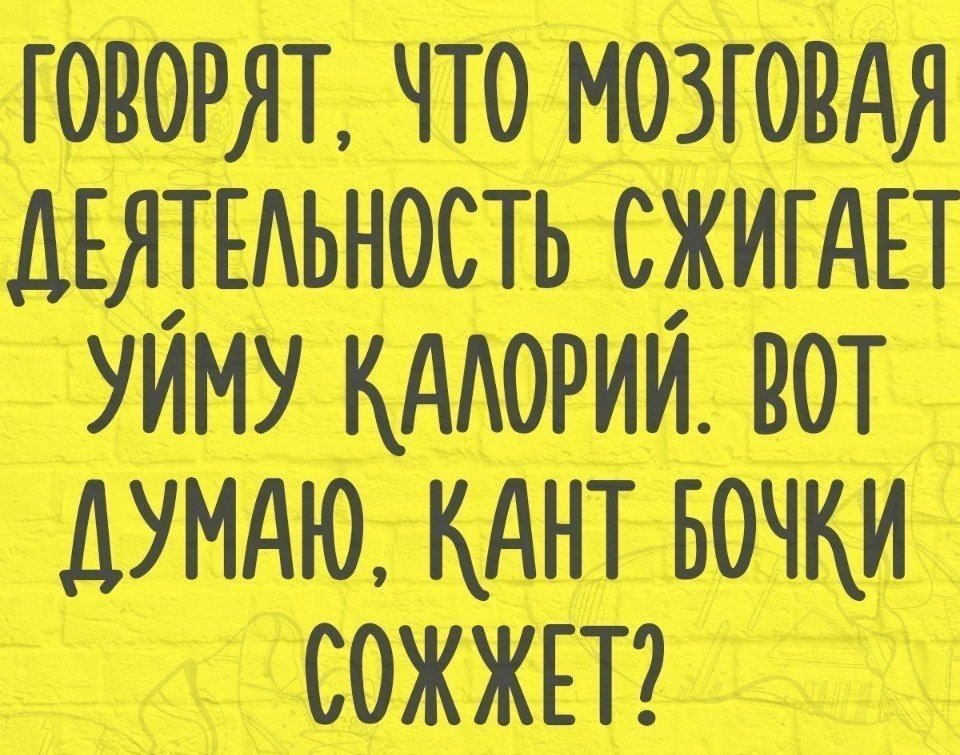 ГОВОРЯТ, ЧТО МОЗГОВАЯ
ДЕЯТЕЛЬНОСТЬ СЖИГАЕТ
УЙМУ КАЛОРИЙ. ВОТ
ДУМАЮ, КАНТ БОЧКИ
СОЖЖЕТ?